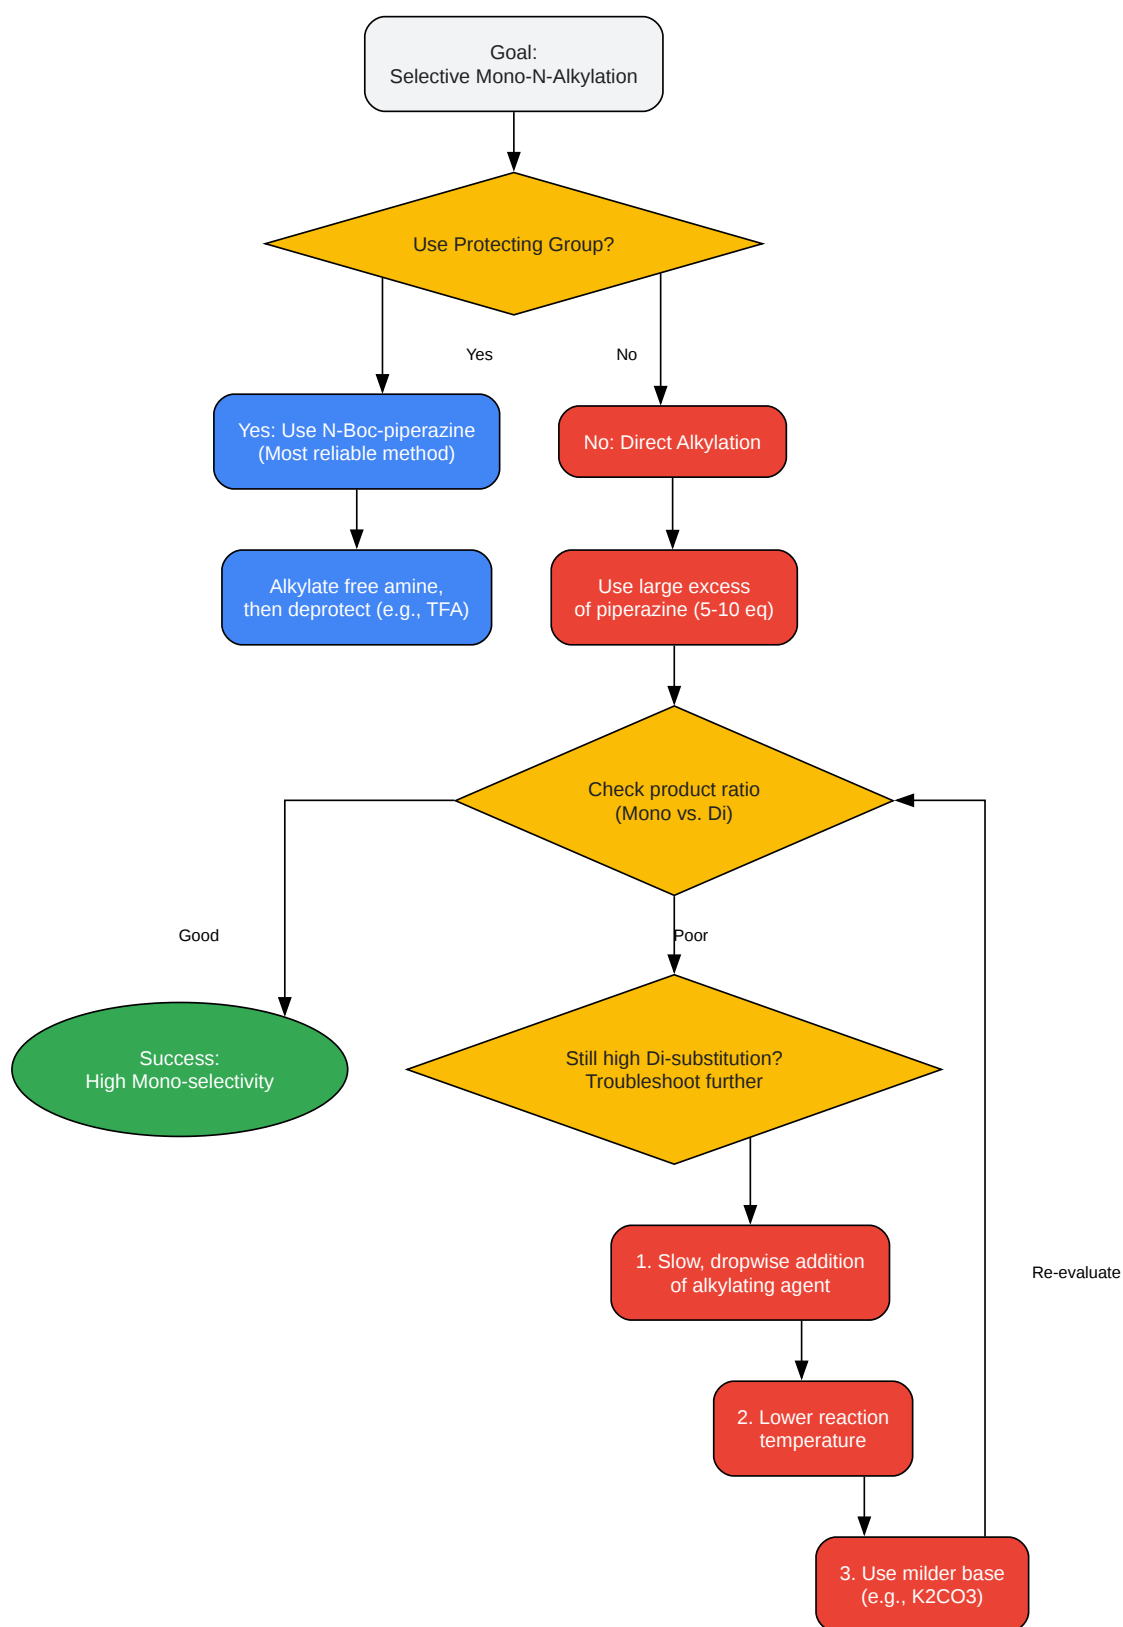 Goal:
Selective Mono-N-Alkylation
Use Protecting Group?
Yes
No
Yes: Use N-Boc-piperazine
(Most reliable method)
No: Direct Alkylation
Alkylate free amine,
then deprotect (e.g., TFA)
Use large excess
of piperazine (5-10 eq)
Check product ratio
(Mono vs. Di)
Good
Poor
Success:
High Mono-selectivity
Still high Di-substitution?
Troubleshoot further
1. Slow, dropwise addition
of alkylating agent
Re-evaluate
2. Lower reaction
temperature
3. Use milder base
(e.g., K2CO3)